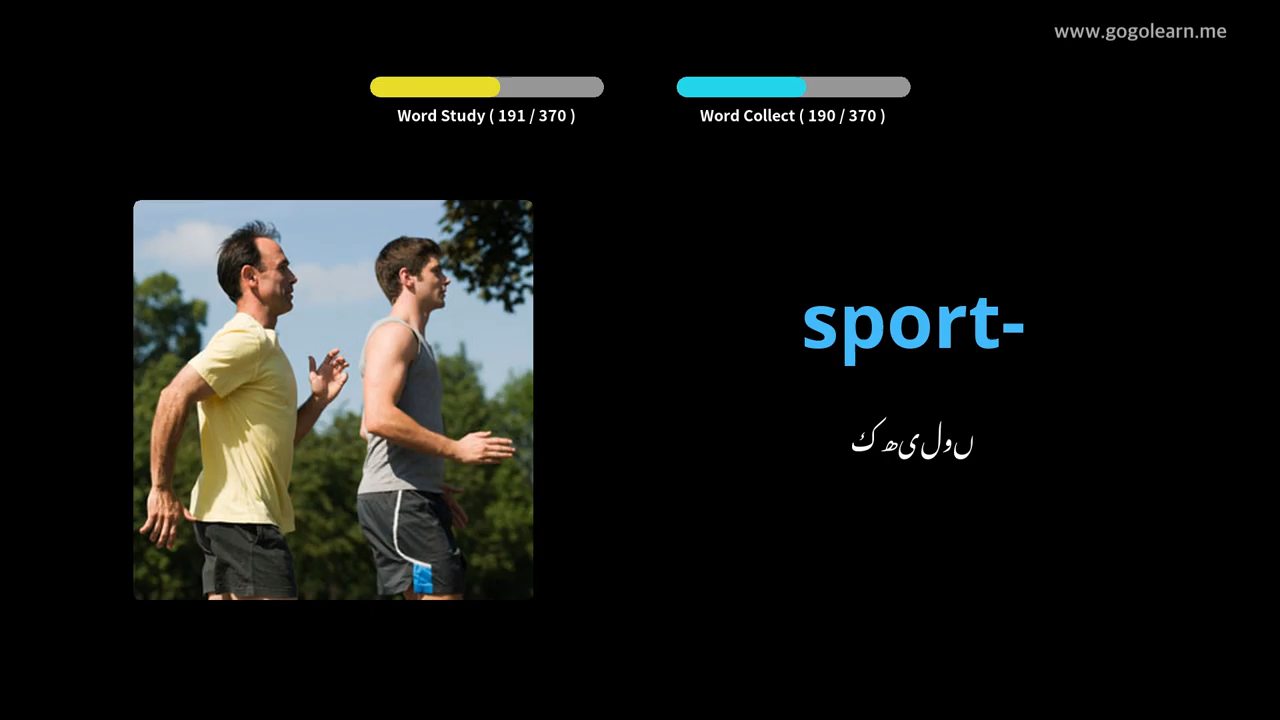 www.gogolearn.me
Word Study ( 191 / 370 )
Word Collect ( 190 / 370 )
sport-
کھیلوں